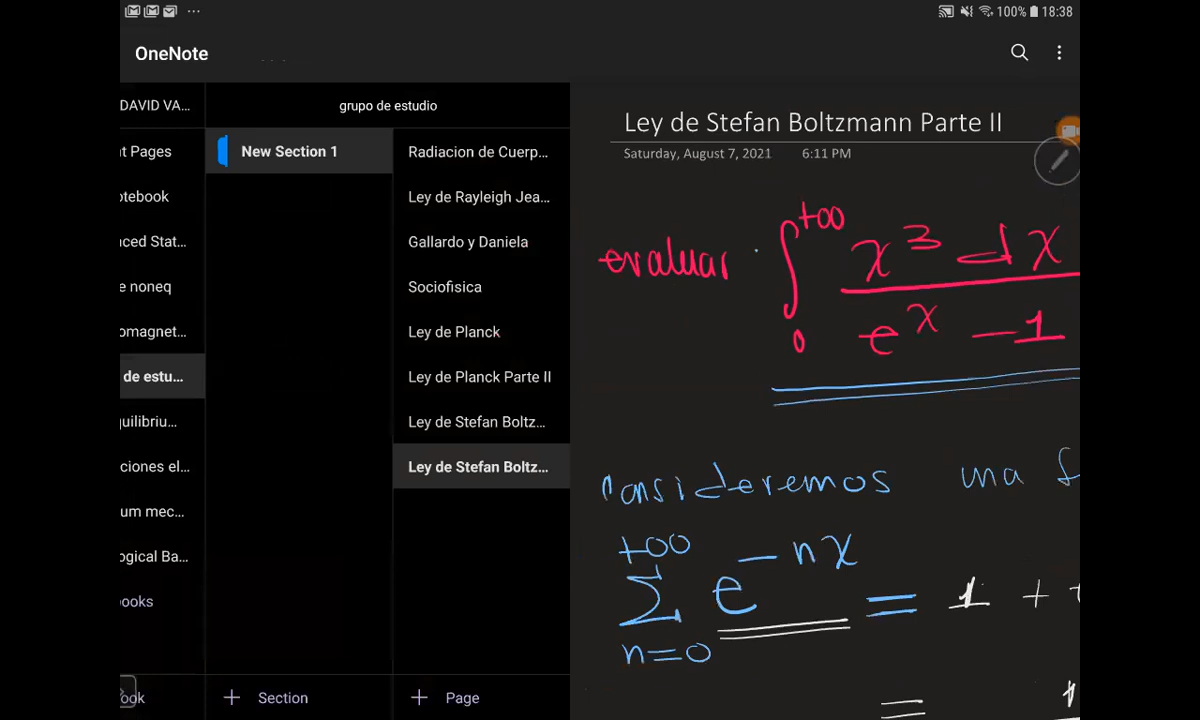 100% 18:38
OneNote
DAVID VA...
grupo de estudio
t Pages
New Section 1
Radiacion de Cuerp...
otebook
Ley de Rayleigh Jea...
nced Stat...
Gallardo y Daniela
e noneq
Sociofisica
omagnet...
Ley de Planck
de estu...
Ley de Planck Parte II
quilibriu...
Ley de Stefan Boltz...
ciones el...
Ley de Stefan Boltz...
um mec...
ological Ba...
books
ook
+ Section
+ Page
Ley de Stefan Boltzmann Parte II
Saturday, August 7, 2021 6:11 PM
evaluar ∫ +∞ 0 x³ dx
e^x - 1
Consideremos una
+∞
Σ e^-nx = 1 +
n=0
=